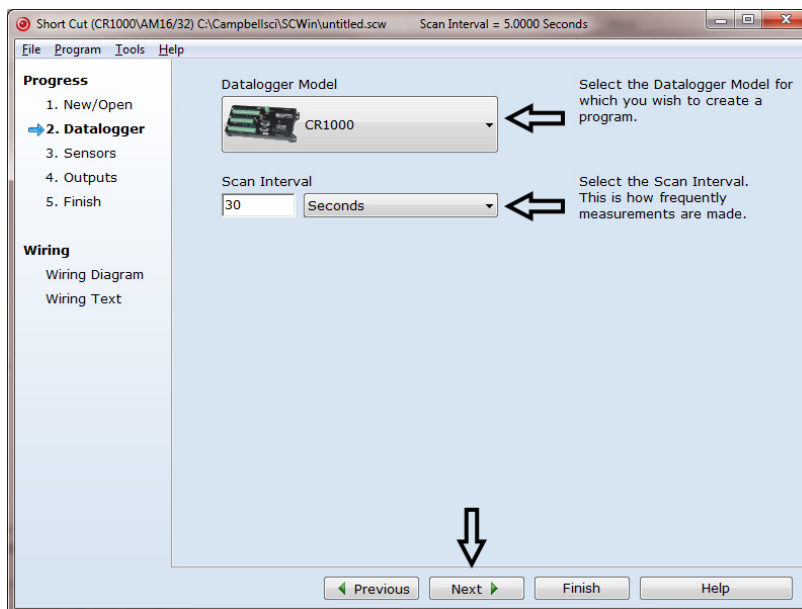 Short Cut (CR1000\AM16/32) C:\Campbellsci\SCWin\untitled.scw Scan Interval = 5.0000 Seconds
File Program Tools Help
Progress
1. New/Open
2. Datalogger
3. Sensors
4. Outputs
5. Finish
Wiring
Wiring Diagram
Wiring Text
Datalogger Model
CR1000
Select the Datalogger Model for
which you wish to create a
program.
Scan Interval
30 Seconds
Select the Scan Interval.
This is how frequently
measurements are made.
Previous Next Finish Help